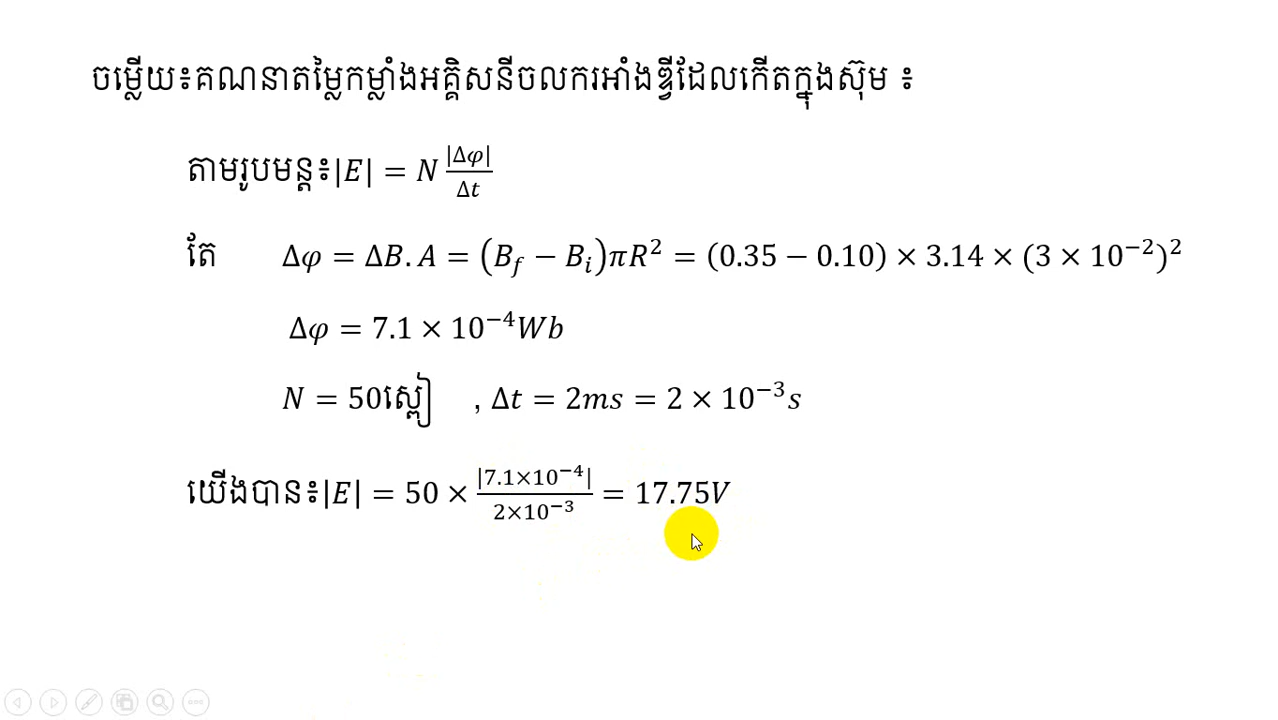 ចម្លើយ៖គណនាតម្លៃកម្លាំងអគ្គិសនីចលករអាំងឌ្វីដែលកើតក្នុងស៊ុម ៖
តាមរូបមន្ត៖|E| = N |Δφ|/Δt
តែ Δφ = ΔB. A = (B_f − B_i)πR² = (0.35 − 0.10) × 3.14 × (3 × 10⁻²)²
Δφ = 7.1 × 10⁻⁴Wb
N = 50ស្ពៀ , Δt = 2ms = 2 × 10⁻³s
យើងបាន៖|E| = 50 × |7.1×10⁻⁴|/2×10⁻³ = 17.75V